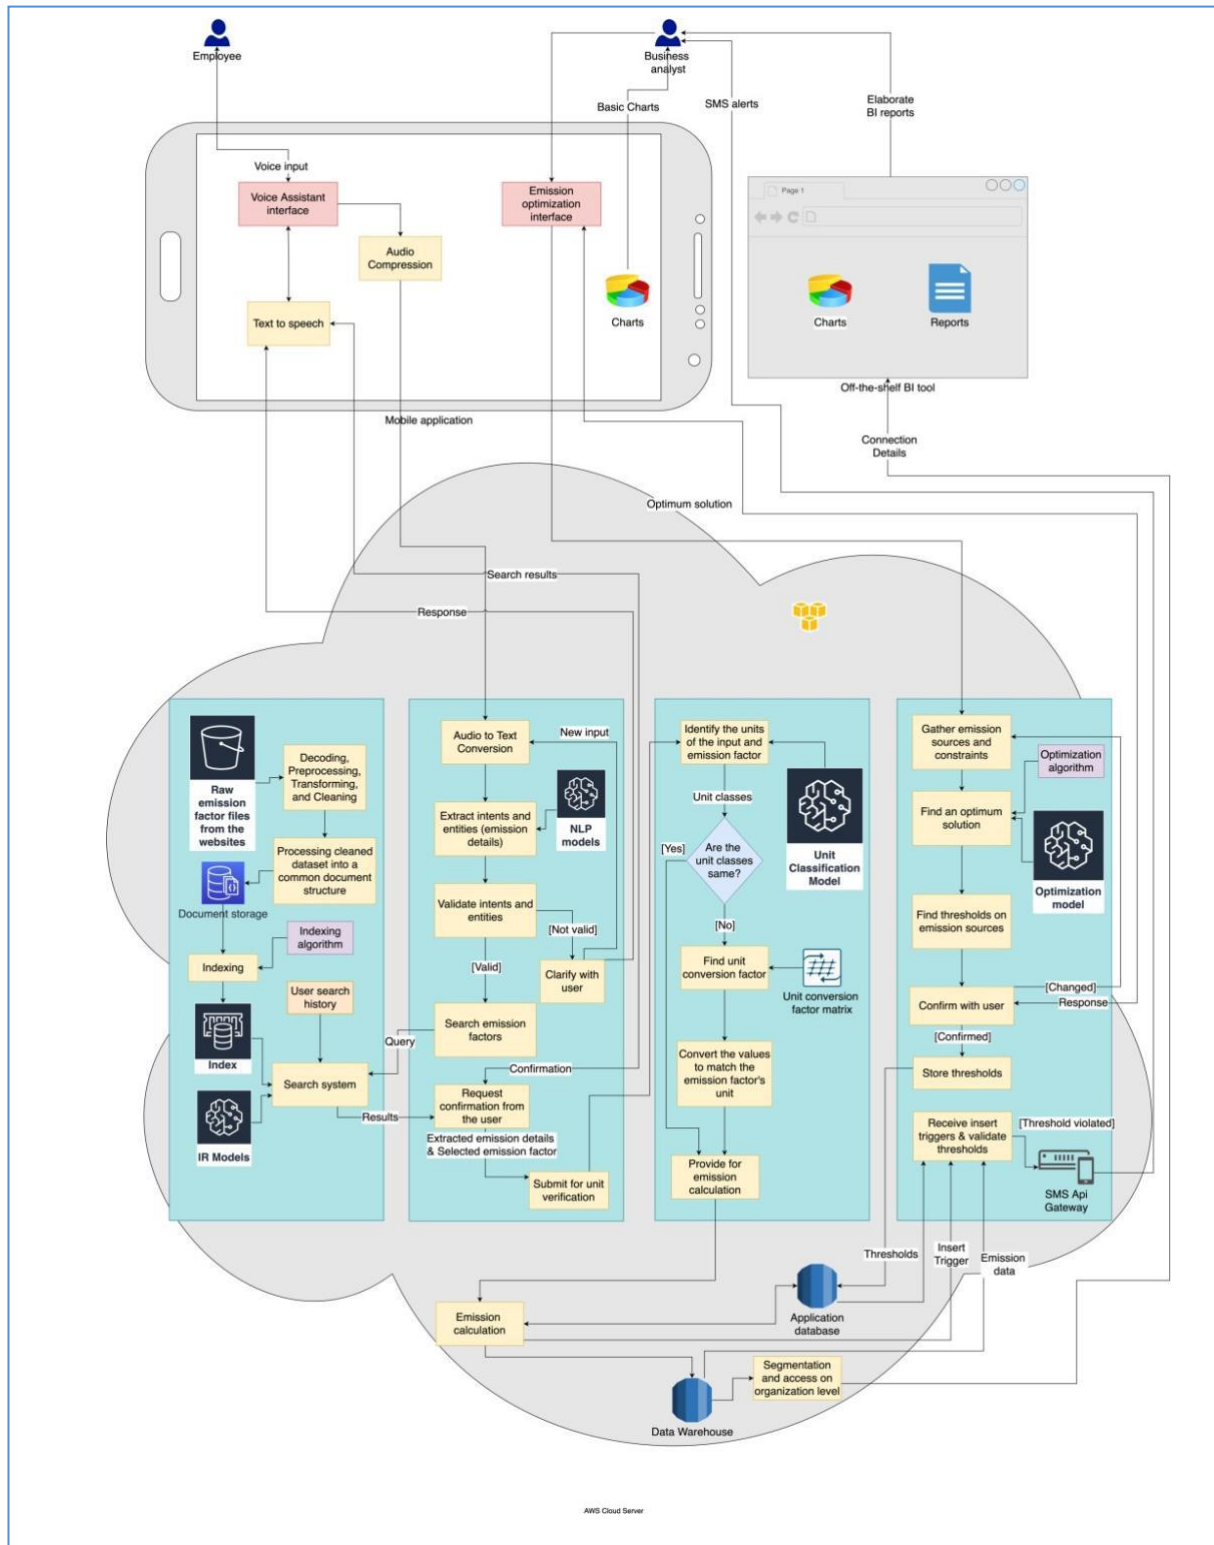 Employee
Business
analyst
Basic Charts
SMS alerts
Elaborate
BI reports
Voice input
Voice Assistant
interface
Emission
optimization
interface
Page 1
Audio
Compression
Text to speech
Charts
Charts
Reports
Mobile application
Off-the-shelf BI tool
Connection
Details
Optimum solution
Search results
Response
Raw
emission
factor files
from the
websites
Decoding,
Preprocessing,
Transforming,
and Cleaning
Processing cleaned
dataset into a
common document
structure
Document storage
Indexing
algorithm
Indexing
User search
history
Index
Search system
IR Models
Query
Results
Audio to Text
Conversion
New input
Extract intents and
entities (emission
details)
NLP
models
Validate intents and
entities
[Not valid]
[Valid]
Clarify with
user
Search emission
factors
Confirmation
Request
confirmation from
the user
Extracted emission details
& Selected emission factor
Submit for unit
verification
Identify the units
of the input and
emission factor
Unit classes
[Yes]
Are the
unit classes
same?
Unit
Classification
Model
[No]
Find unit
conversion factor
Unit conversion
factor matrix
Convert the values
to match the
emission factor's
unit
Provide for
emission
calculation
Gather emission
sources and
constraints
Optimization
algorithm
Find an optimum
solution
Optimization
model
Find thresholds on
emission sources
[Changed]
Confirm with user
Response
[Confirmed]
Store thresholds
Receive insert
triggers & validate
thresholds
[Threshold violated]
SMS Api
Gateway
Thresholds
Insert
Trigger
Emission
data
Emission
calculation
Application
database
Segmentation
and access on
organization level
Data Warehouse
AWS Cloud Server